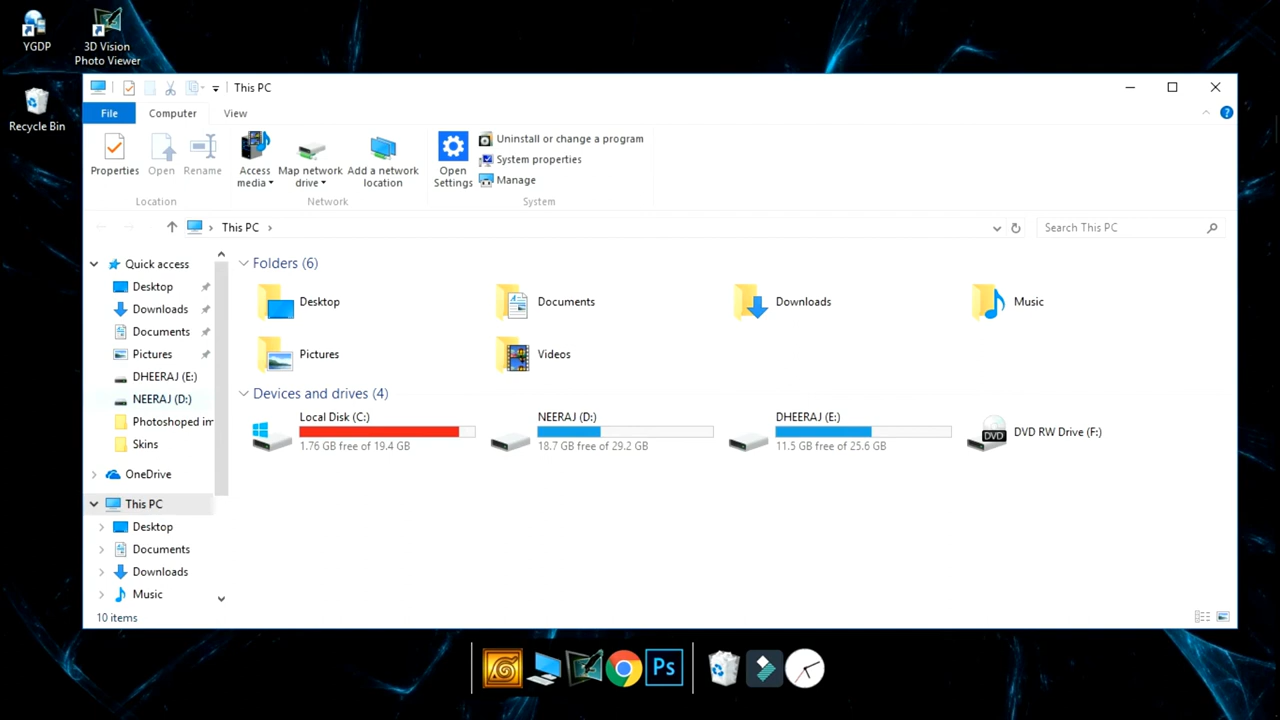 YGDP
3D Vision
Photo Viewer
Recycle Bin
This PC
File
Computer
View
Properties
Open
Rename
Access
media
Map network
drive
Add a network
location
Open
Settings
Uninstall or change a program
System properties
Manage
Location
Network
System
This PC
Search This PC
Quick access
Desktop
Downloads
Documents
Pictures
DHEERAJ (E:)
NEERAJ (D:)
Photoshoped im
Skins
OneDrive
This PC
Desktop
Documents
Downloads
Music
10 items
Folders (6)
Desktop
Documents
Downloads
Music
Pictures
Videos
Devices and drives (4)
Local Disk (C:)
1.76 GB free of 19.4 GB
NEERAJ (D:)
18.7 GB free of 29.2 GB
DHEERAJ (E:)
11.5 GB free of 25.6 GB
DVD
DVD RW Drive (F:)
Ps